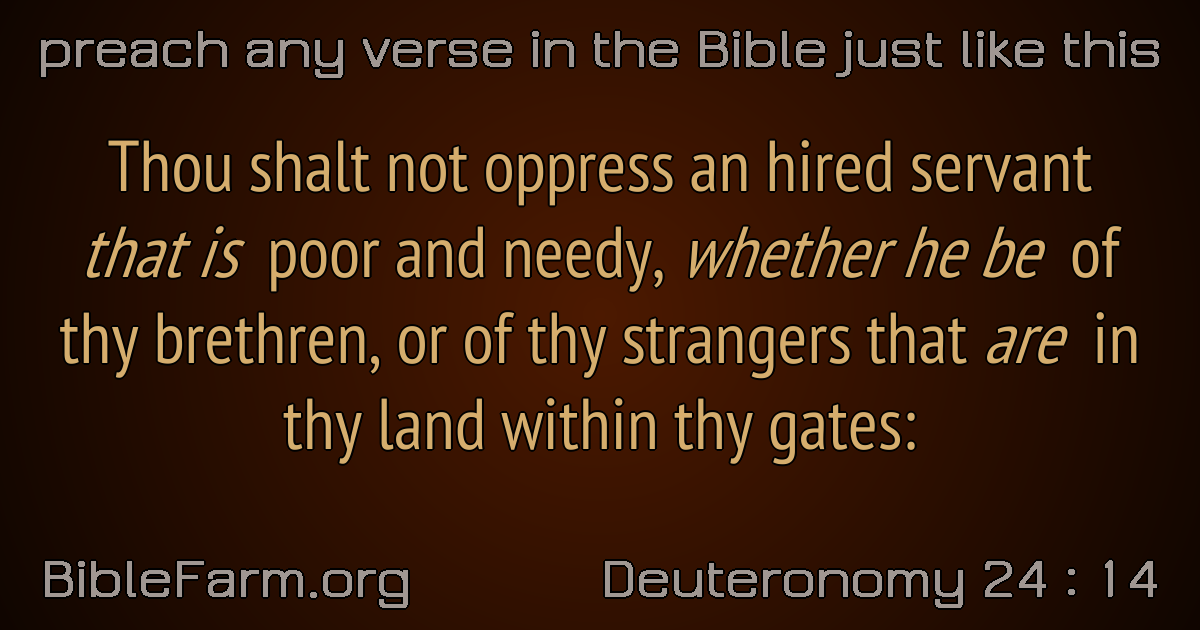 preach any verse in the Bible just like this
Thou shalt not oppress an hired servant
that is poor and needy, whether he be of
thy brethren, or of thy strangers that are in
thy land within thy gates:
BibleFarm.org
Deuteronomy 24 : 14